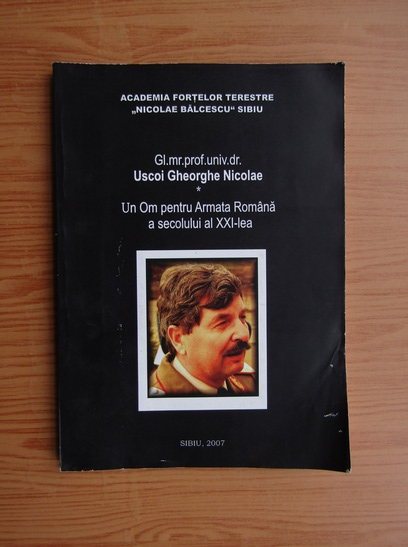 ACADEMIA FORȚELOR TERESTRE
„NICOLAE BĂLCESCU“ SIBIU
Gl.mr.prof.univ.dr.
Uscoi Gheorghe Nicolae
*
Un Om pentru Armata Română
a secolului al XXI-lea
SIBIU, 2007